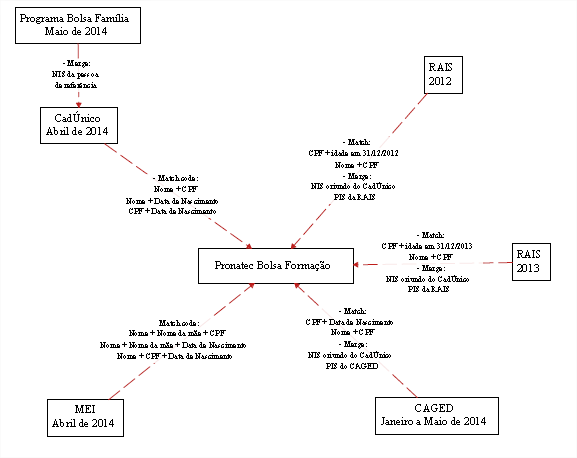 Programa Bolsa Família
Maio de 2014
- Merge:
NIS da pessoa
de referência
CadÚnico
Abril de 2014
RAIS
2012
- Match:
CPF + idade em 31/12/2012
Nome + CPF
- Merge:
NIS oriundo do CadÚnico
PIS da RAIS
- Match code:
Nome + CPF
Nome + Data de Nascimento
CPF + Data de Nascimento
- Match:
CPF + idade em 31/12/2013
Nome + CPF
- Merge:
NIS oriundo do CadÚnico
PIS da RAIS
RAIS
2013
Pronatec Bolsa Formação
Match code:
Nome + Nome da mãe + CPF
Nome + Nome da mãe + Data de Nascimento
Nome + CPF + Data de Nascimento
- Match:
CPF + Data de Nascimento
Nome + CPF
- Merge:
NIS oriundo do CadÚnico
PIS do CAGED
MEI
Abril de 2014
CAGED
Janeiro a Maio de 2014